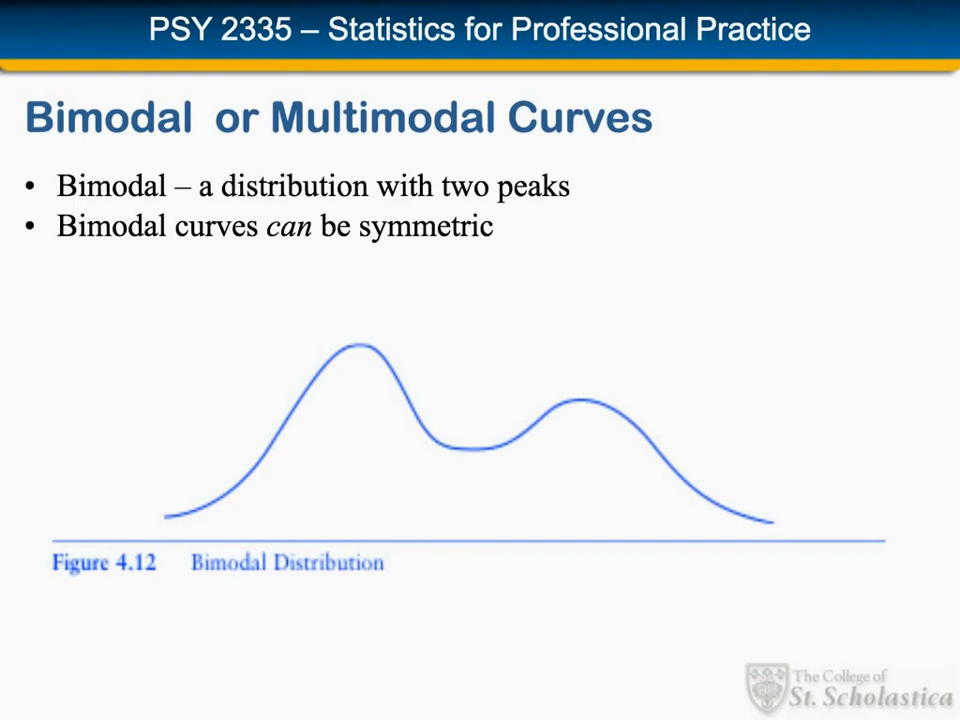 PSY 2335 – Statistics for Professional Practice
Bimodal or Multimodal Curves
• Bimodal – a distribution with two peaks
• Bimodal curves can be symmetric
Figure 4.12 Bimodal Distribution
The College of
St. Scholastica